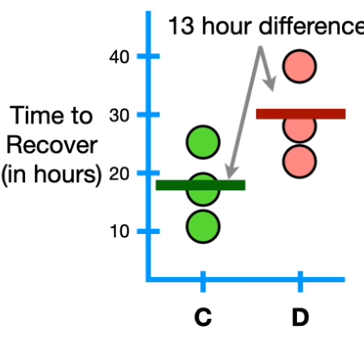 13 hour difference
40
Time to
Recover
(in hours)
30
20
10
C D